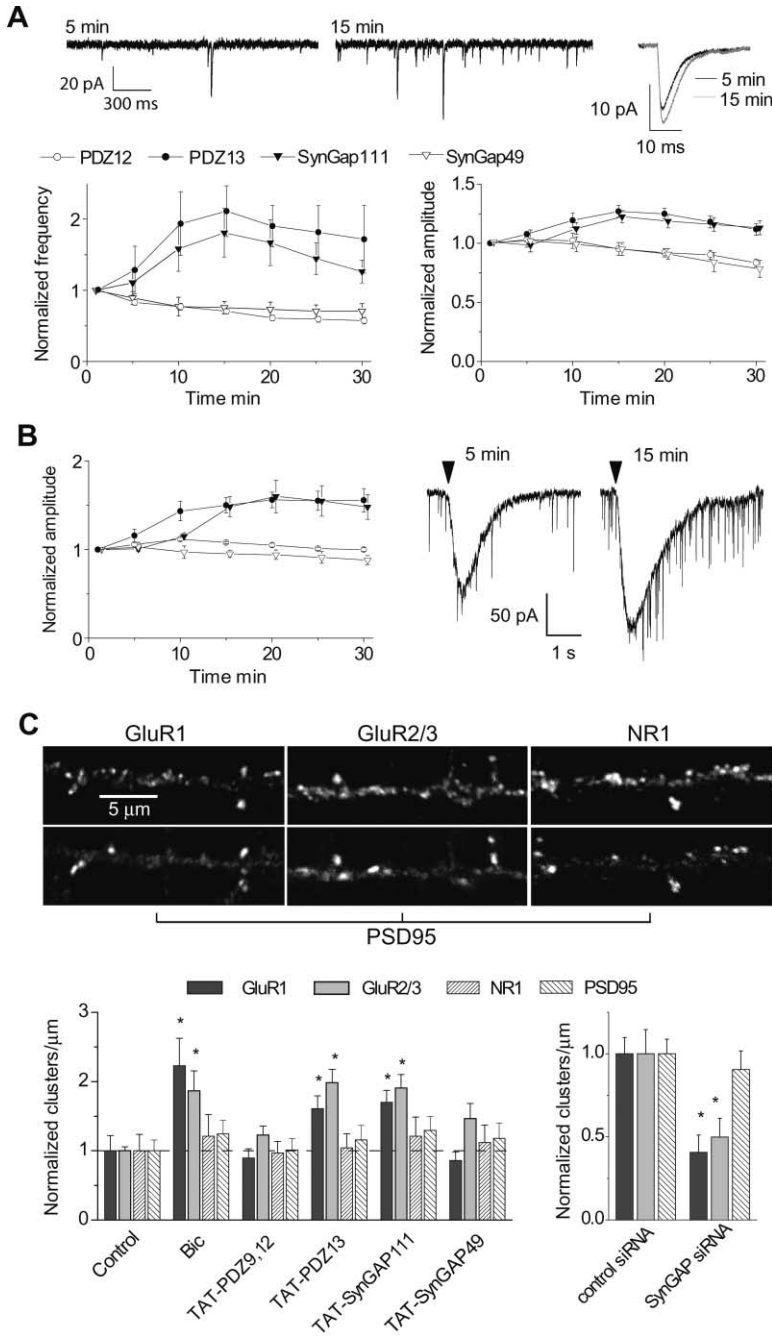 A
5 min
15 min
20 pA
300 ms
5 min
15 min
10 pA
10 ms
PDZ12
PDZ13
SynGap111
SynGap49
Normalized frequency
2
1
0
0
10
20
30
Time min
Normalized amplitude
1.5
1.0
0.5
0.0
0
10
20
30
Time min
B
Normalized amplitude
2
1
0
0
10
20
30
Time min
5 min
15 min
50 pA
1 s
C
GluR1
GluR2/3
NR1
5 μm
PSD95
GluR1
GluR2/3
NR1
PSD95
Normalized clusters/μm
3
2
1
0
* *
* *
* *
Control
Bic
TAT-PDZ9,12
TAT-PDZ13
TAT-SynGAP111
TAT-SynGAP49
Normalized clusters/μm
1.0
0.5
0.0
* *
control siRNA
SynGAP siRNA